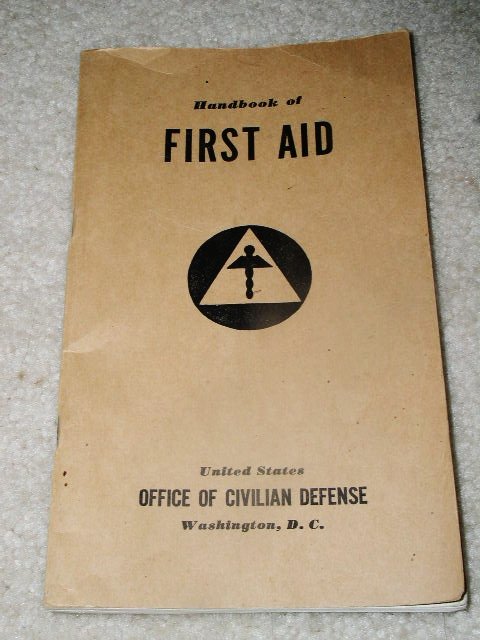 Handbook of
FIRST AID
United States
OFFICE OF CIVILIAN DEFENSE
Washington, D. C.